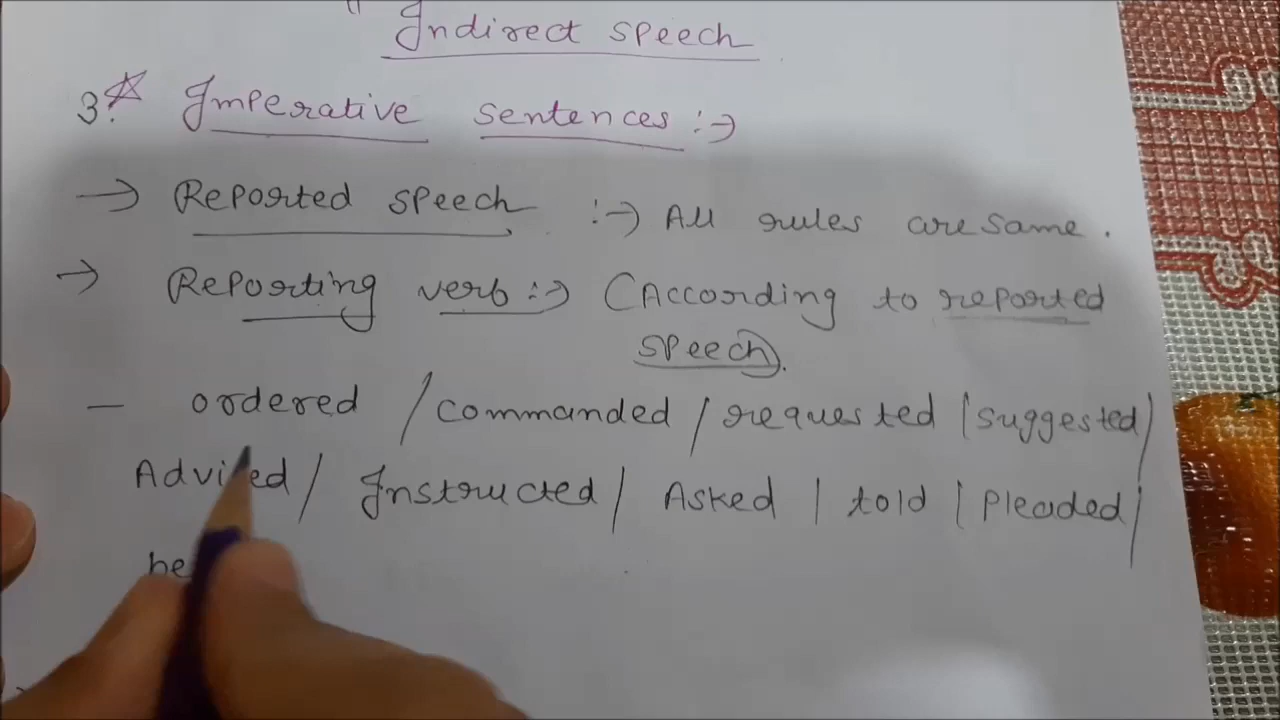 " Indirect speech
3.* Imperative sentences :->
-> Reported speech :-> All rules are same.
-> Reporting verb :-> (According to reported
speech).
- ordered / commanded / requested / suggested /
Advised / Instructed / Asked / told / Pleaded /